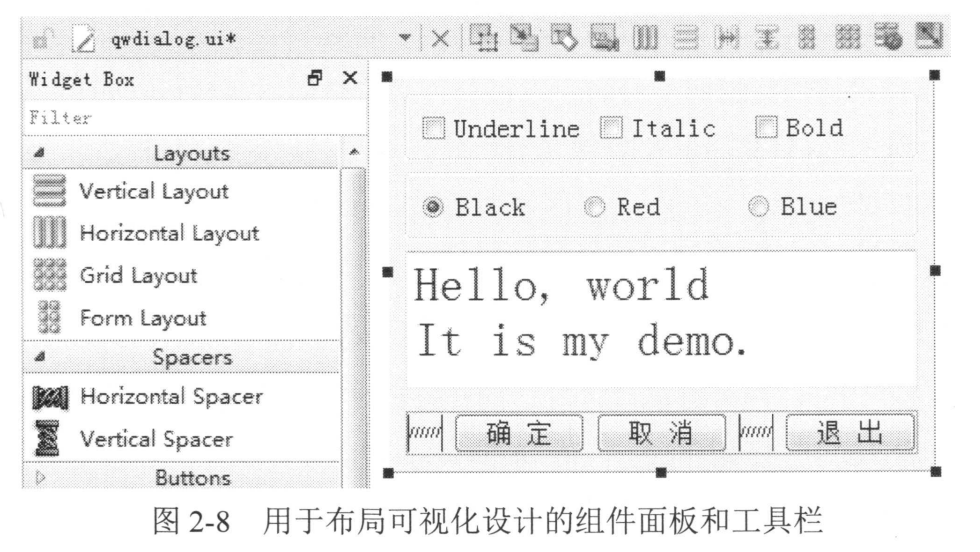 qwdialog.ui*
Widget Box
Filter
Layouts
Vertical Layout
Horizontal Layout
Grid Layout
Form Layout
Spacers
Horizontal Spacer
Vertical Spacer
Buttons
Underline Italic Bold
Black Red Blue
Hello, world
It is my demo.
确定 取消 退出
图 2-8 用于布局可视化设计的组件面板和工具栏